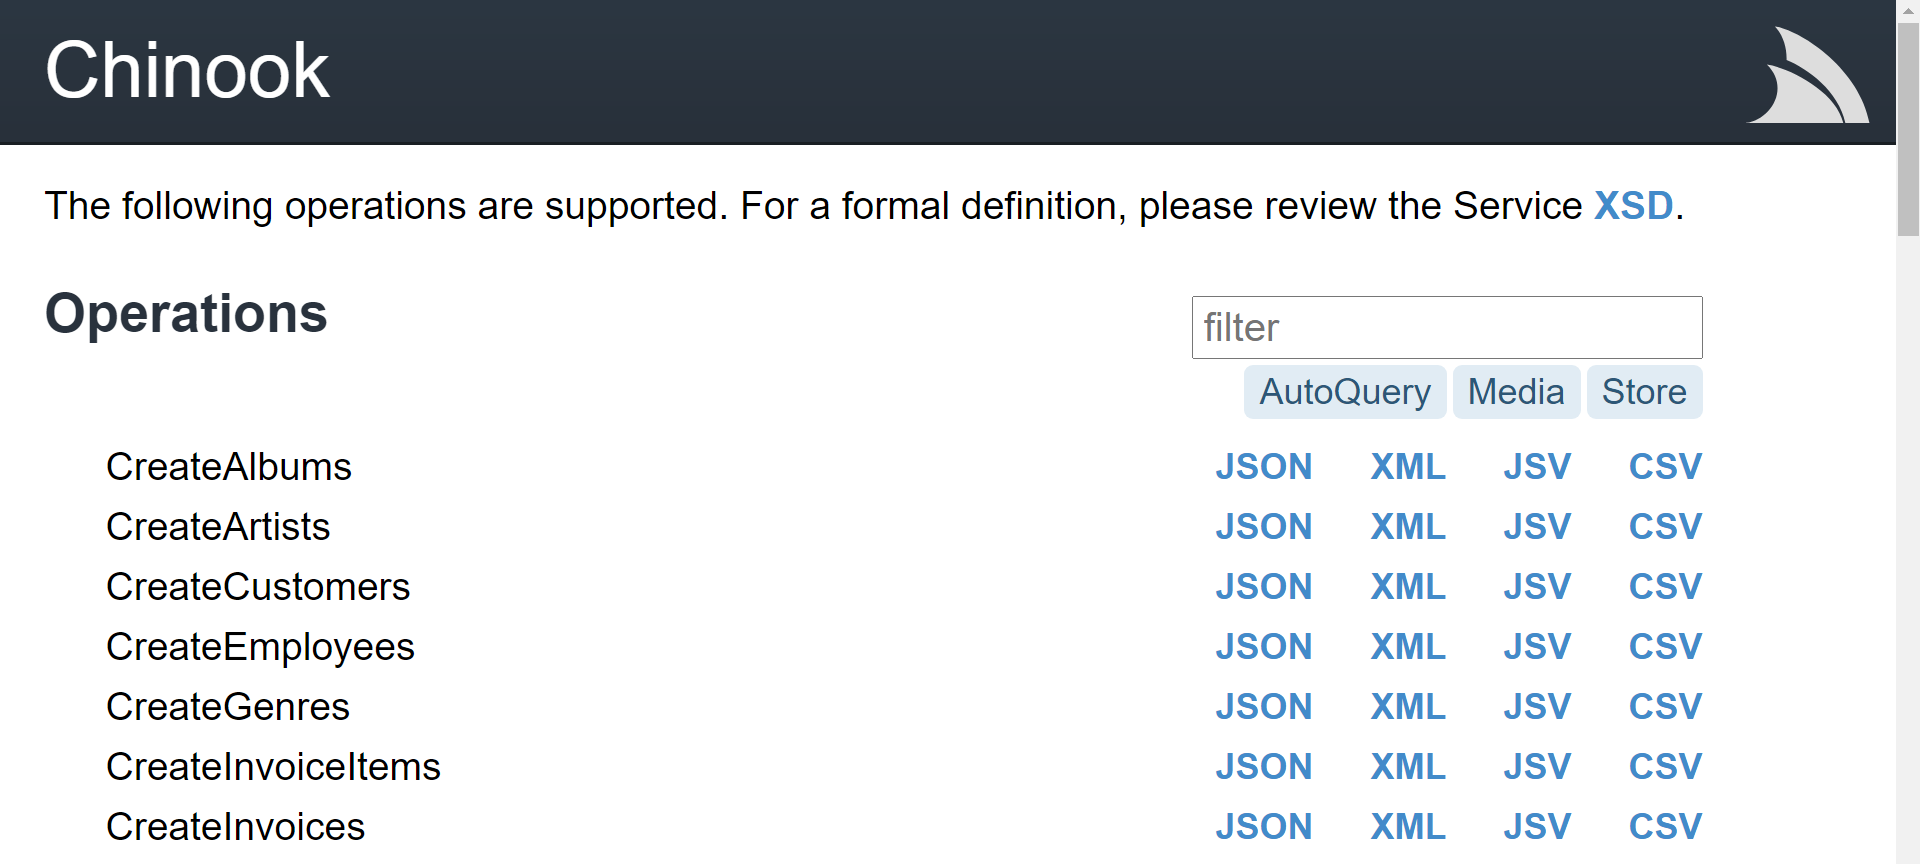 Chinook
The following operations are supported. For a formal definition, please review the Service XSD.
Operations
filter
AutoQuery Media Store
CreateAlbums JSON XML JSV CSV
CreateArtists JSON XML JSV CSV
CreateCustomers JSON XML JSV CSV
CreateEmployees JSON XML JSV CSV
CreateGenres JSON XML JSV CSV
CreateInvoiceItems JSON XML JSV CSV
CreateInvoices JSON XML JSV CSV